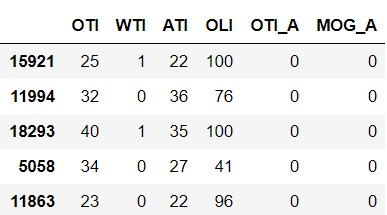 OTI WTI ATI OLI OTI_A MOG_A
15921 25 1 22 100 0 0
11994 32 0 36 76 0 0
18293 40 1 35 100 0 0
5058 34 0 27 41 0 0
11863 23 0 22 96 0 0